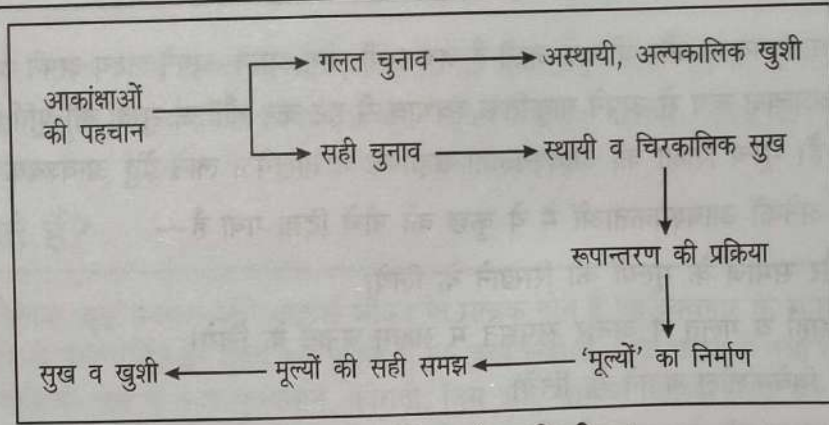 गलत चुनाव → अस्थायी, अल्पकालिक खुशी
आकांक्षाओं
की पहचान
सही चुनाव → स्थायी व चिरकालिक सुख
रूपान्तरण की प्रक्रिया
सुख व खुशी ← मूल्यों की सही समझ ← ‘मूल्यों’ का निर्माण